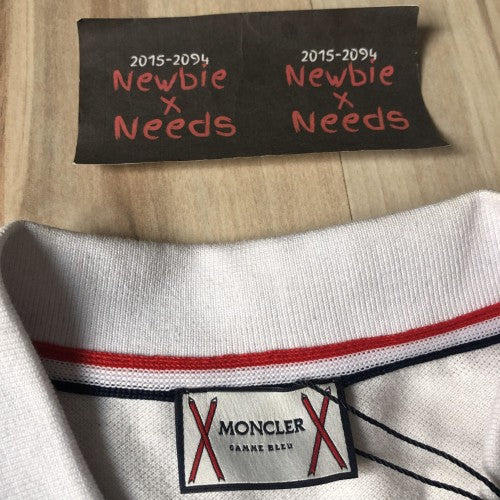 2015-2094
Newbie
x
Needs
2015-2094
Newbie
x
Needs
MONCLER
GAMME BLEU